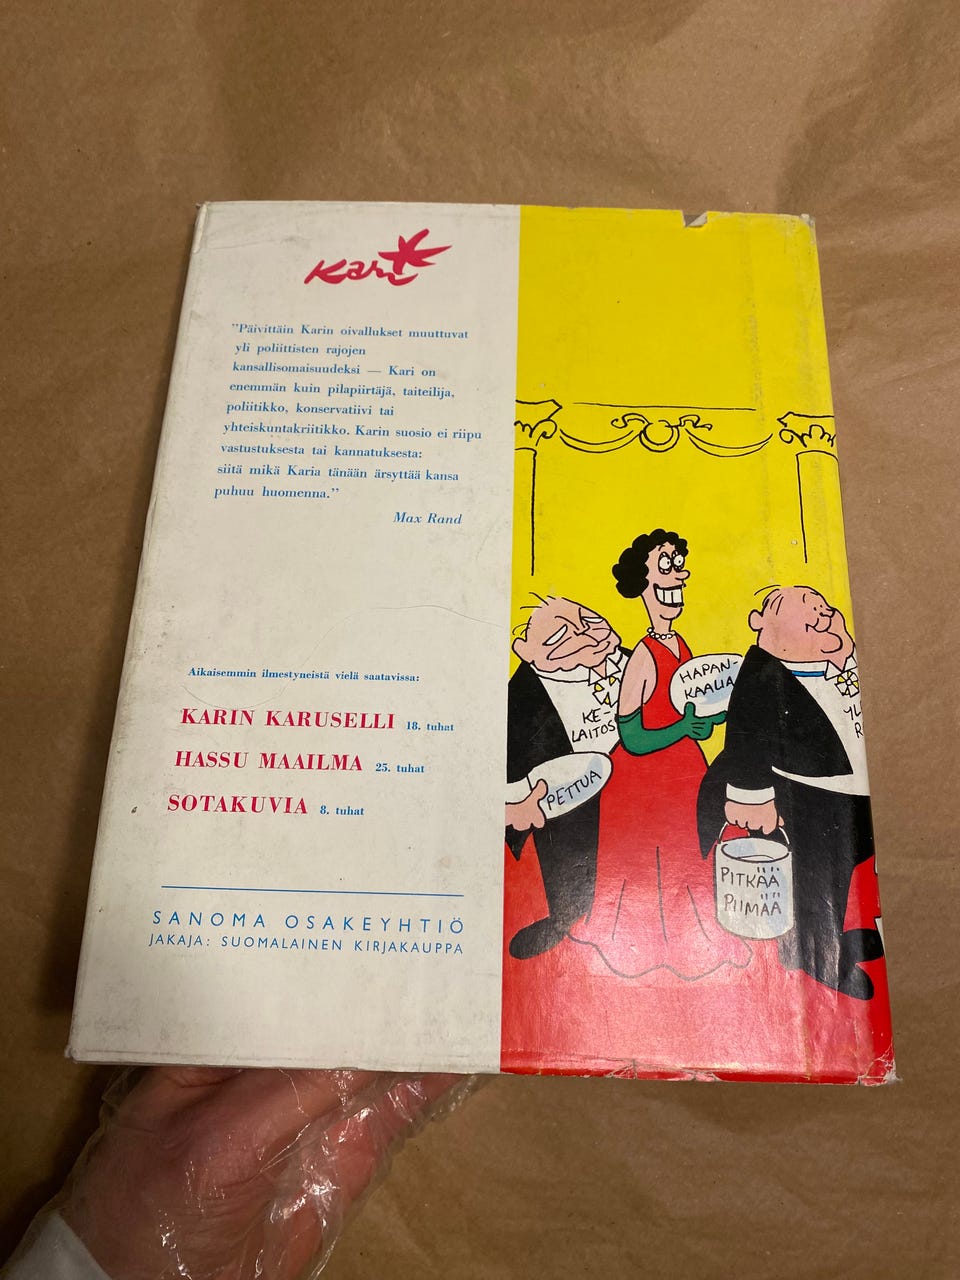 Kari
"Päivittäin Karin oivallukset muuttuvat
yli poliittisten rajojen
kansallisomaisuudeksi — Kari on
enemmän kuin pilapiirtäjä, taiteilija,
poliitikko, konservatiivi tai
yhteiskuntakriitikko. Karin suosio ei riipu
vastustuksesta tai kannatuksesta:
siitä mikä Karia tänään ärsyttää kansa
puhuu huomenna."
Max Rand
Aikaisemmin ilmestyneistä vielä saatavissa:
KARIN KARUSELLI 18. tuhat
HASSU MAAILMA 25. tuhat
SOTAKUVIA 8. tuhat
SANOMA OSAKEYHTIÖ
JAKAJA: SUOMALAINEN KIRJAKAUPPA
HAPAN-
KAALIA
KE-
LAITOS
PETTUA
PITKÄÄ
PIIMÄÄ